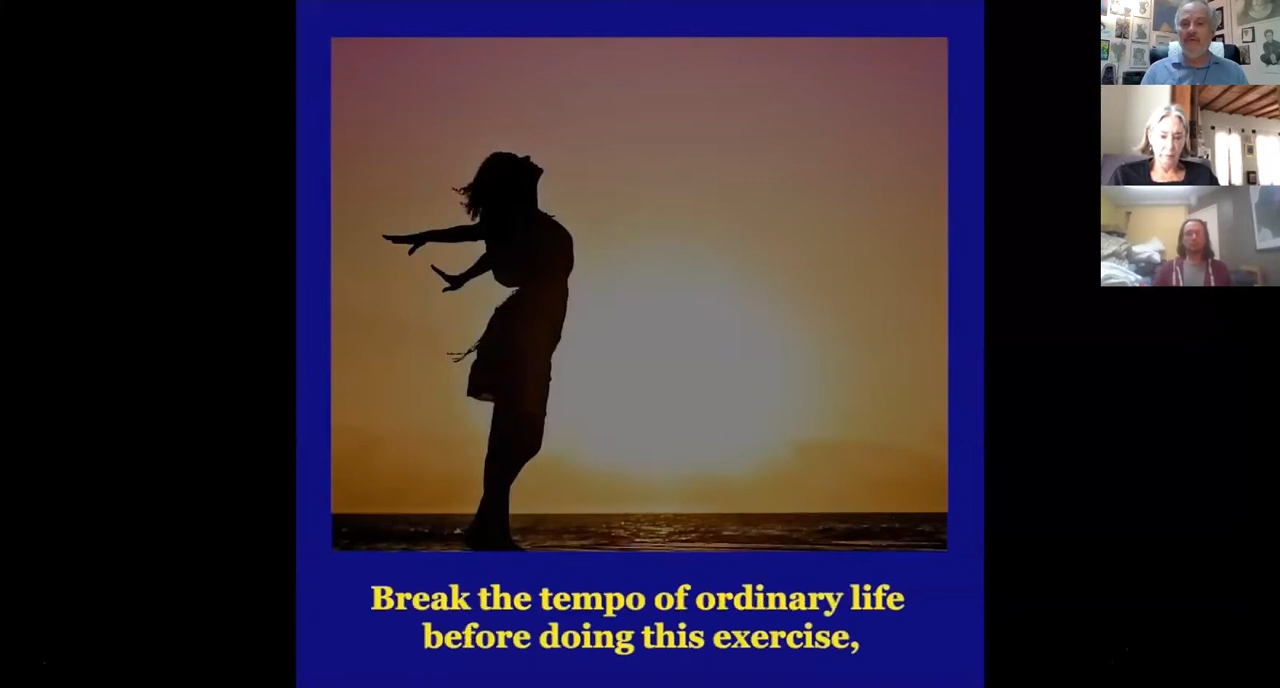 Break the tempo of ordinary life
before doing this exercise,